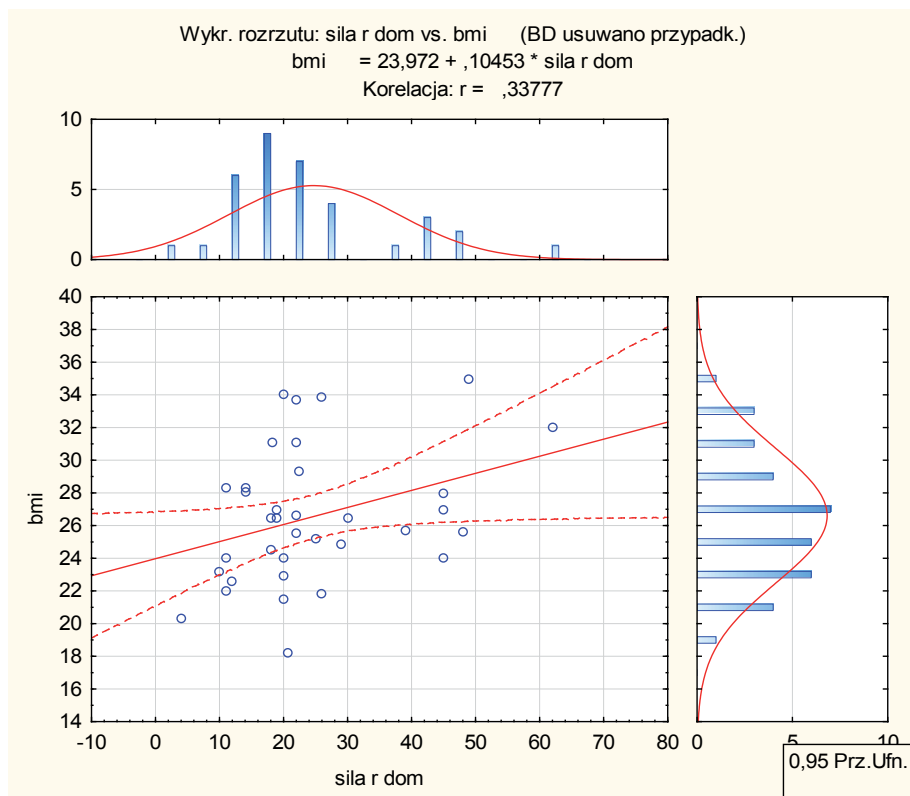 Wykr. rozrzutu: sila r dom vs. bmi (BD usuwano przypadk.)
bmi = 23,972 + ,10453 * sila r dom
Korelacja: r = ,33777
10
5
0
40
38
36
34
32
30
28
26
24
22
20
18
16
14
bmi
-10 0 10 20 30 40 50 60 70 80
sila r dom
0 5 10
0,95 Prz.Ufn.